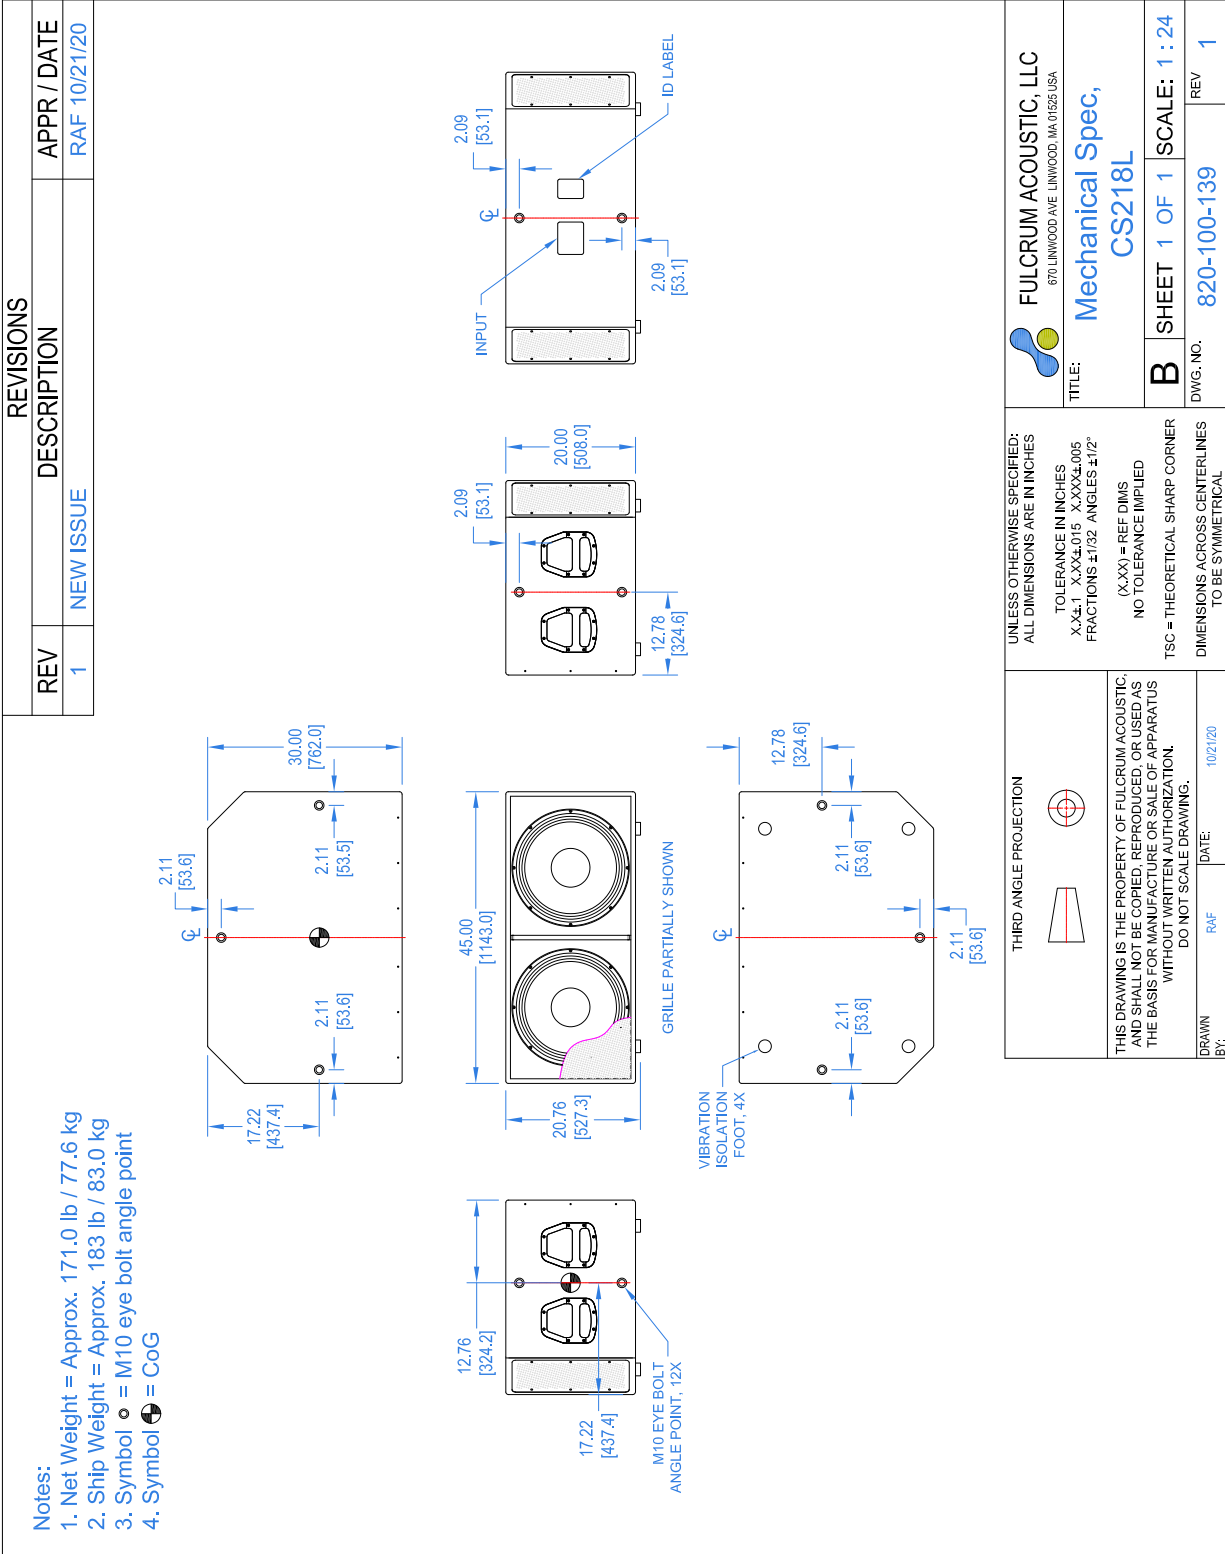 Notes:
1. Net Weight = Approx. 171.0 lb / 77.6 kg
2. Ship Weight = Approx. 183 lb / 83.0 kg
3. Symbol = M10 eye bolt angle point
4. Symbol = CoG
REVISIONS
REV DESCRIPTION APPR / DATE
1 NEW ISSUE RAF 10/21/20
2.11
[53.6]
CL
30.00
[762.0]
17.22
[437.4]
2.11
[53.6]
2.11
[53.5]
12.76
[324.2]
17.22
[437.4]
M10 EYE BOLT
ANGLE POINT, 12X
45.00
[1143.0]
20.76
[527.3]
GRILLE PARTIALLY SHOWN
2.09
[53.1]
20.00
[508.0]
12.78
[324.6]
INPUT
CL
2.09
[53.1]
ID LABEL
2.09
[53.1]
VIBRATION
ISOLATION
FOOT, 4X
CL
12.78
[324.6]
2.11
[53.6]
2.11
[53.6]
2.11
[53.6]
THIRD ANGLE PROJECTION
THIS DRAWING IS THE PROPERTY OF FULCRUM ACOUSTIC,
AND SHALL NOT BE COPIED, REPRODUCED, OR USED AS
THE BASIS FOR MANUFACTURE OR SALE OF APPARATUS
WITHOUT WRITTEN AUTHORIZATION.
DO NOT SCALE DRAWING.
DRAWN
BY:
RAF
DATE:
10/21/20
UNLESS OTHERWISE SPECIFIED:
ALL DIMENSIONS ARE IN INCHES
TOLERANCE IN INCHES
X.X±.1 X.XX±.015 X.XXX±.005
FRACTIONS ±1/32 ANGLES ±1/2°
(X.XX) = REF DIMS
NO TOLERANCE IMPLIED
TSC = THEORETICAL SHARP CORNER
DIMENSIONS ACROSS CENTERLINES
TO BE SYMMETRICAL
FULCRUM ACOUSTIC, LLC
670 LINWOOD AVE LINWOOD, MA 01525 USA
TITLE:
Mechanical Spec,
CS218L
B SHEET 1 OF 1 SCALE: 1 : 24
DWG. NO.
820-100-139
REV
1